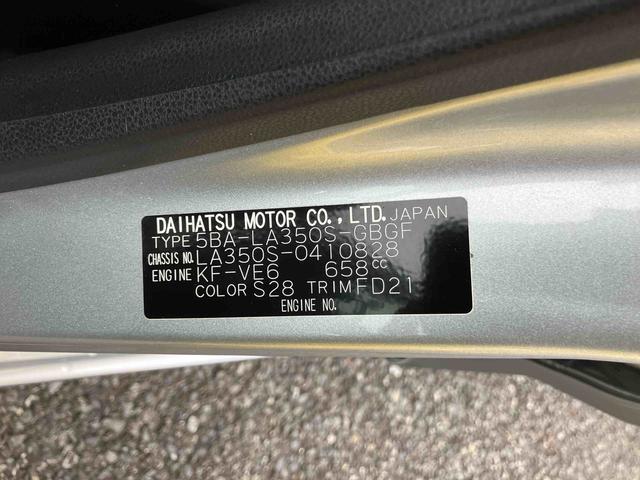 DAIHATSU MOTOR CO., LTD. JAPAN
TYPE 5BA-LA350S-GBGF
CHASSIS NO. LA350S-0410828
ENGINE KF-VE6 658cc
COLOR S28 TRIM FD21
ENGINE NO.